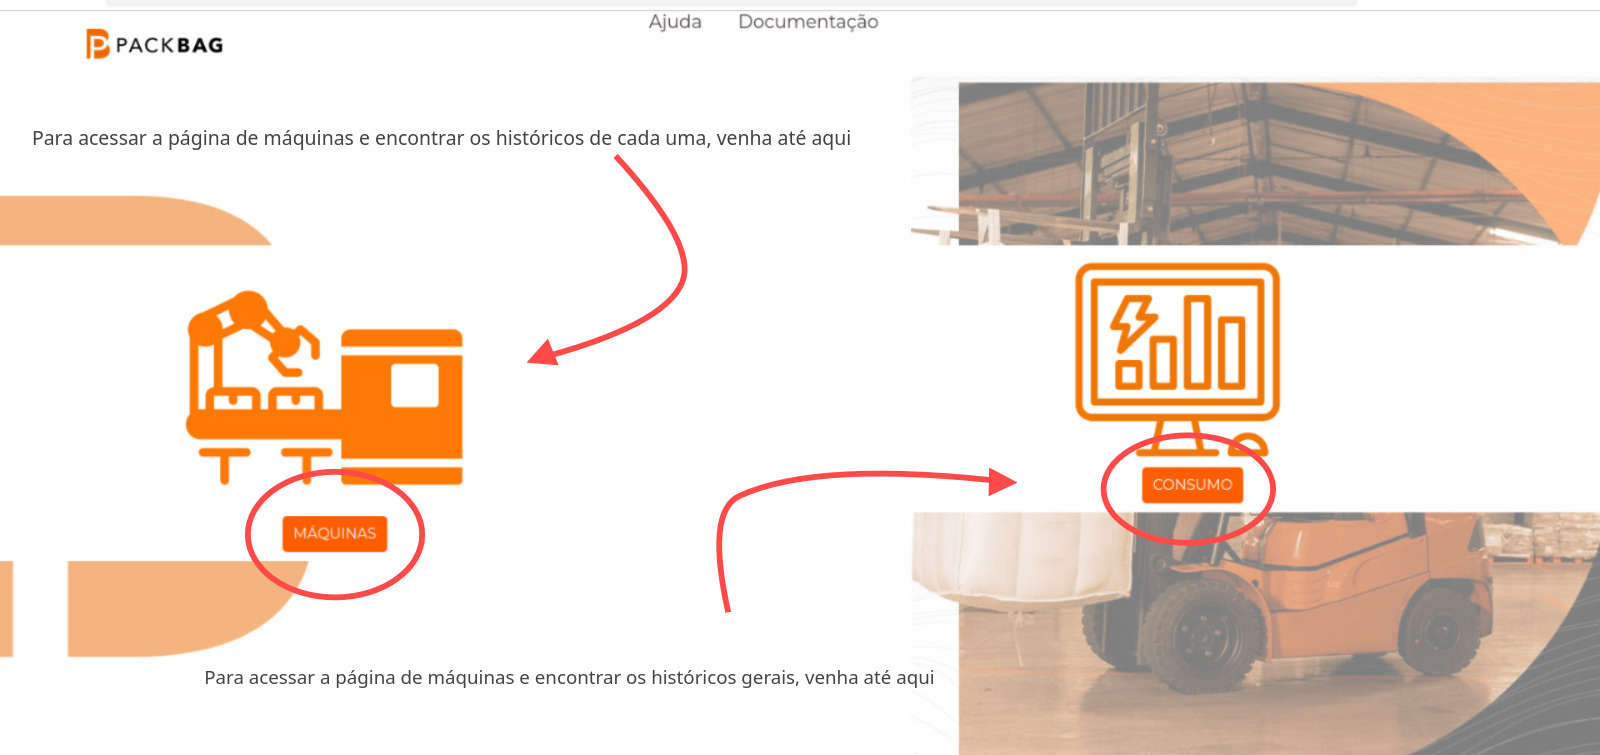 Ajuda Documentação
PACKBAG
Para acessar a página de máquinas e encontrar os históricos de cada uma, venha até aqui
CONSUMO
MÁQUINAS
Para acessar a página de máquinas e encontrar os históricos gerais, venha até aqui